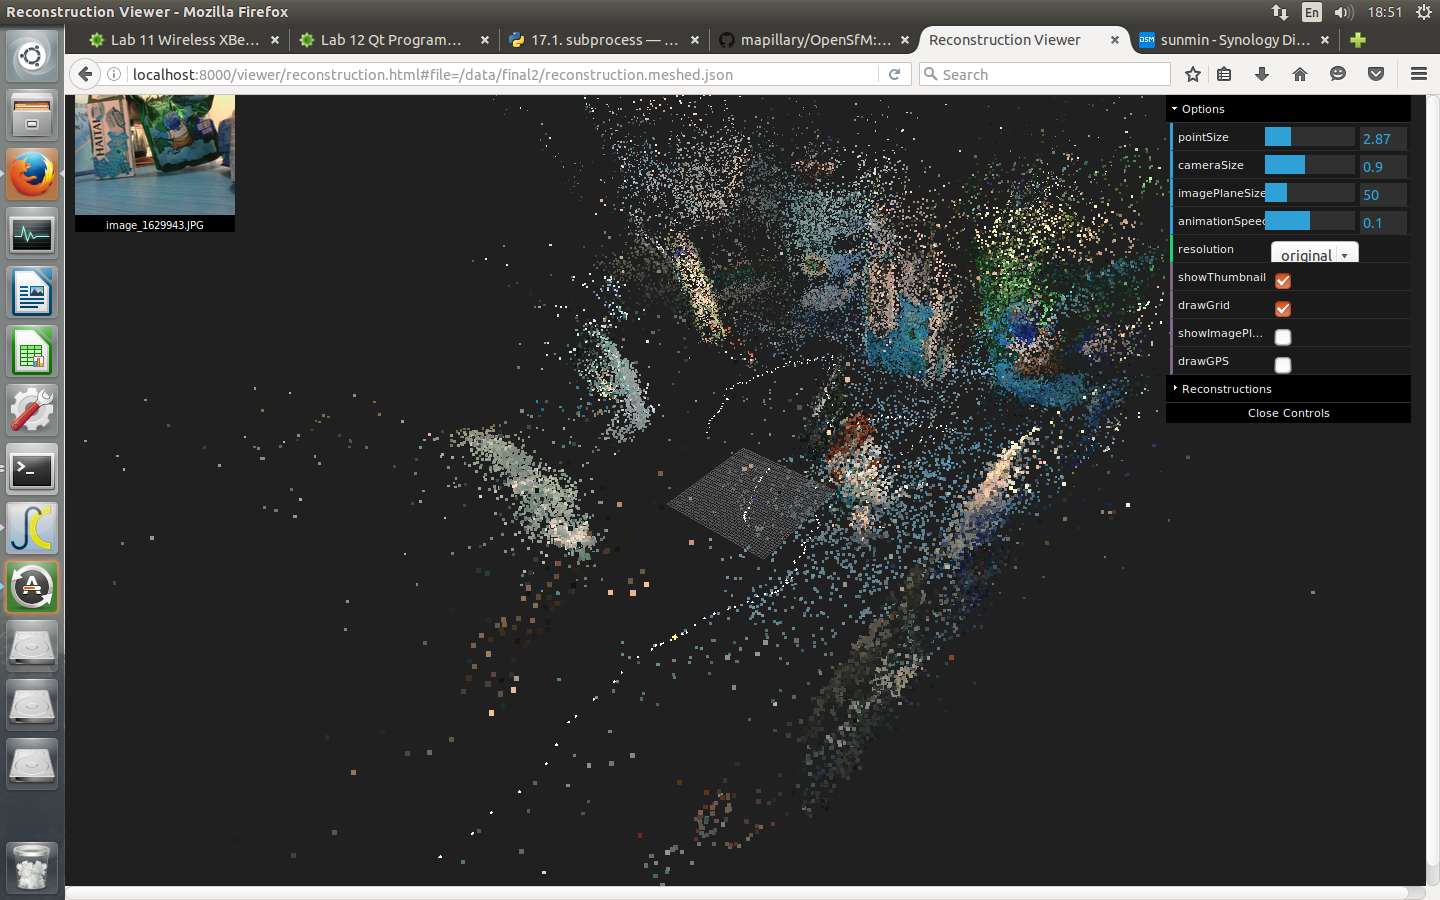 Reconstruction Viewer - Mozilla Firefox
En
18:51
Lab 11 Wireless XBe...
Lab 12 Qt Program...
17.1. subprocess — ...
mapillary/OpenSfM:...
Reconstruction Viewer
DSM
sunmin - Synology Di...
localhost:8000/viewer/reconstruction.html#file=/data/final2/reconstruction.meshed.json
Search
HAITAI
image_1629943.JPG
Options
pointSize
2.87
cameraSize
0.9
imagePlaneSize
50
animationSpeed
0.1
resolution
original
showThumbnail
drawGrid
showImagePl...
drawGPS
Reconstructions
Close Controls